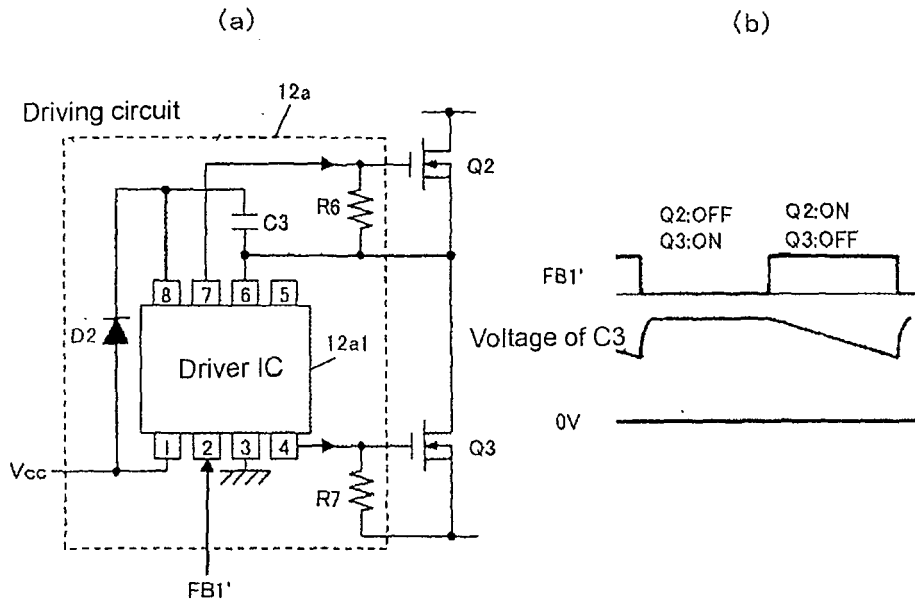 (a)
(b)
Driving circuit
12a
Q2
R6
C3
8
7
6
5
D2
Driver IC
12a1
1
2
3
4
Vcc
Q3
R7
FB1'
Q2:OFF
Q3:ON
Q2:ON
Q3:OFF
FB1'
Voltage of C3
0V